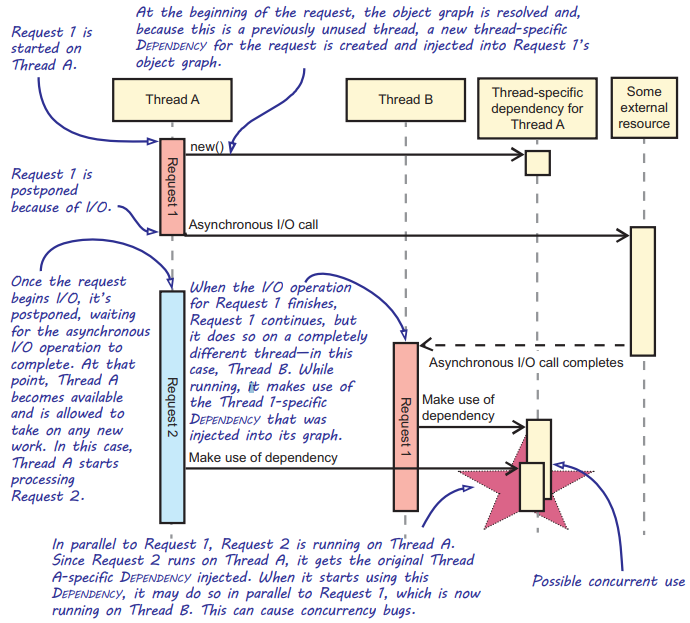 Request 1 is
started on
Thread A.
At the beginning of the request, the object graph is resolved and,
because this is a previously unused thread, a new thread-specific
DEPENDENCY for the request is created and injected into Request 1's
object graph.
Thread A
Thread B
Thread-specific
dependency for
Thread A
Some
external
resource
new()
Request 1
Request 1 is
postponed
because of I/O.
Asynchronous I/O call
Once the request
begins I/O, it's
postponed, waiting
for the asynchronous
I/O operation to
complete. At that
point, Thread A
becomes available
and is allowed to
take on any new
work. In this case,
Thread A starts
processing
Request 2.
When the I/O operation
for Request 1 finishes,
Request 1 continues, but
it does so on a completely
different thread—in this
case, Thread B. While
running, it makes use of
the Thread 1-specific
DEPENDENCY that was
injected into its graph.
Asynchronous I/O call completes
Request 2
Request 1
Make use of
dependency
Make use of dependency
In parallel to Request 1, Request 2 is running on Thread A.
Since Request 2 runs on Thread A, it gets the original Thread
A-specific DEPENDENCY injected. When it starts using this
DEPENDENCY, it may do so in parallel to Request 1, which is now
running on Thread B. This can cause concurrency bugs.
Possible concurrent use